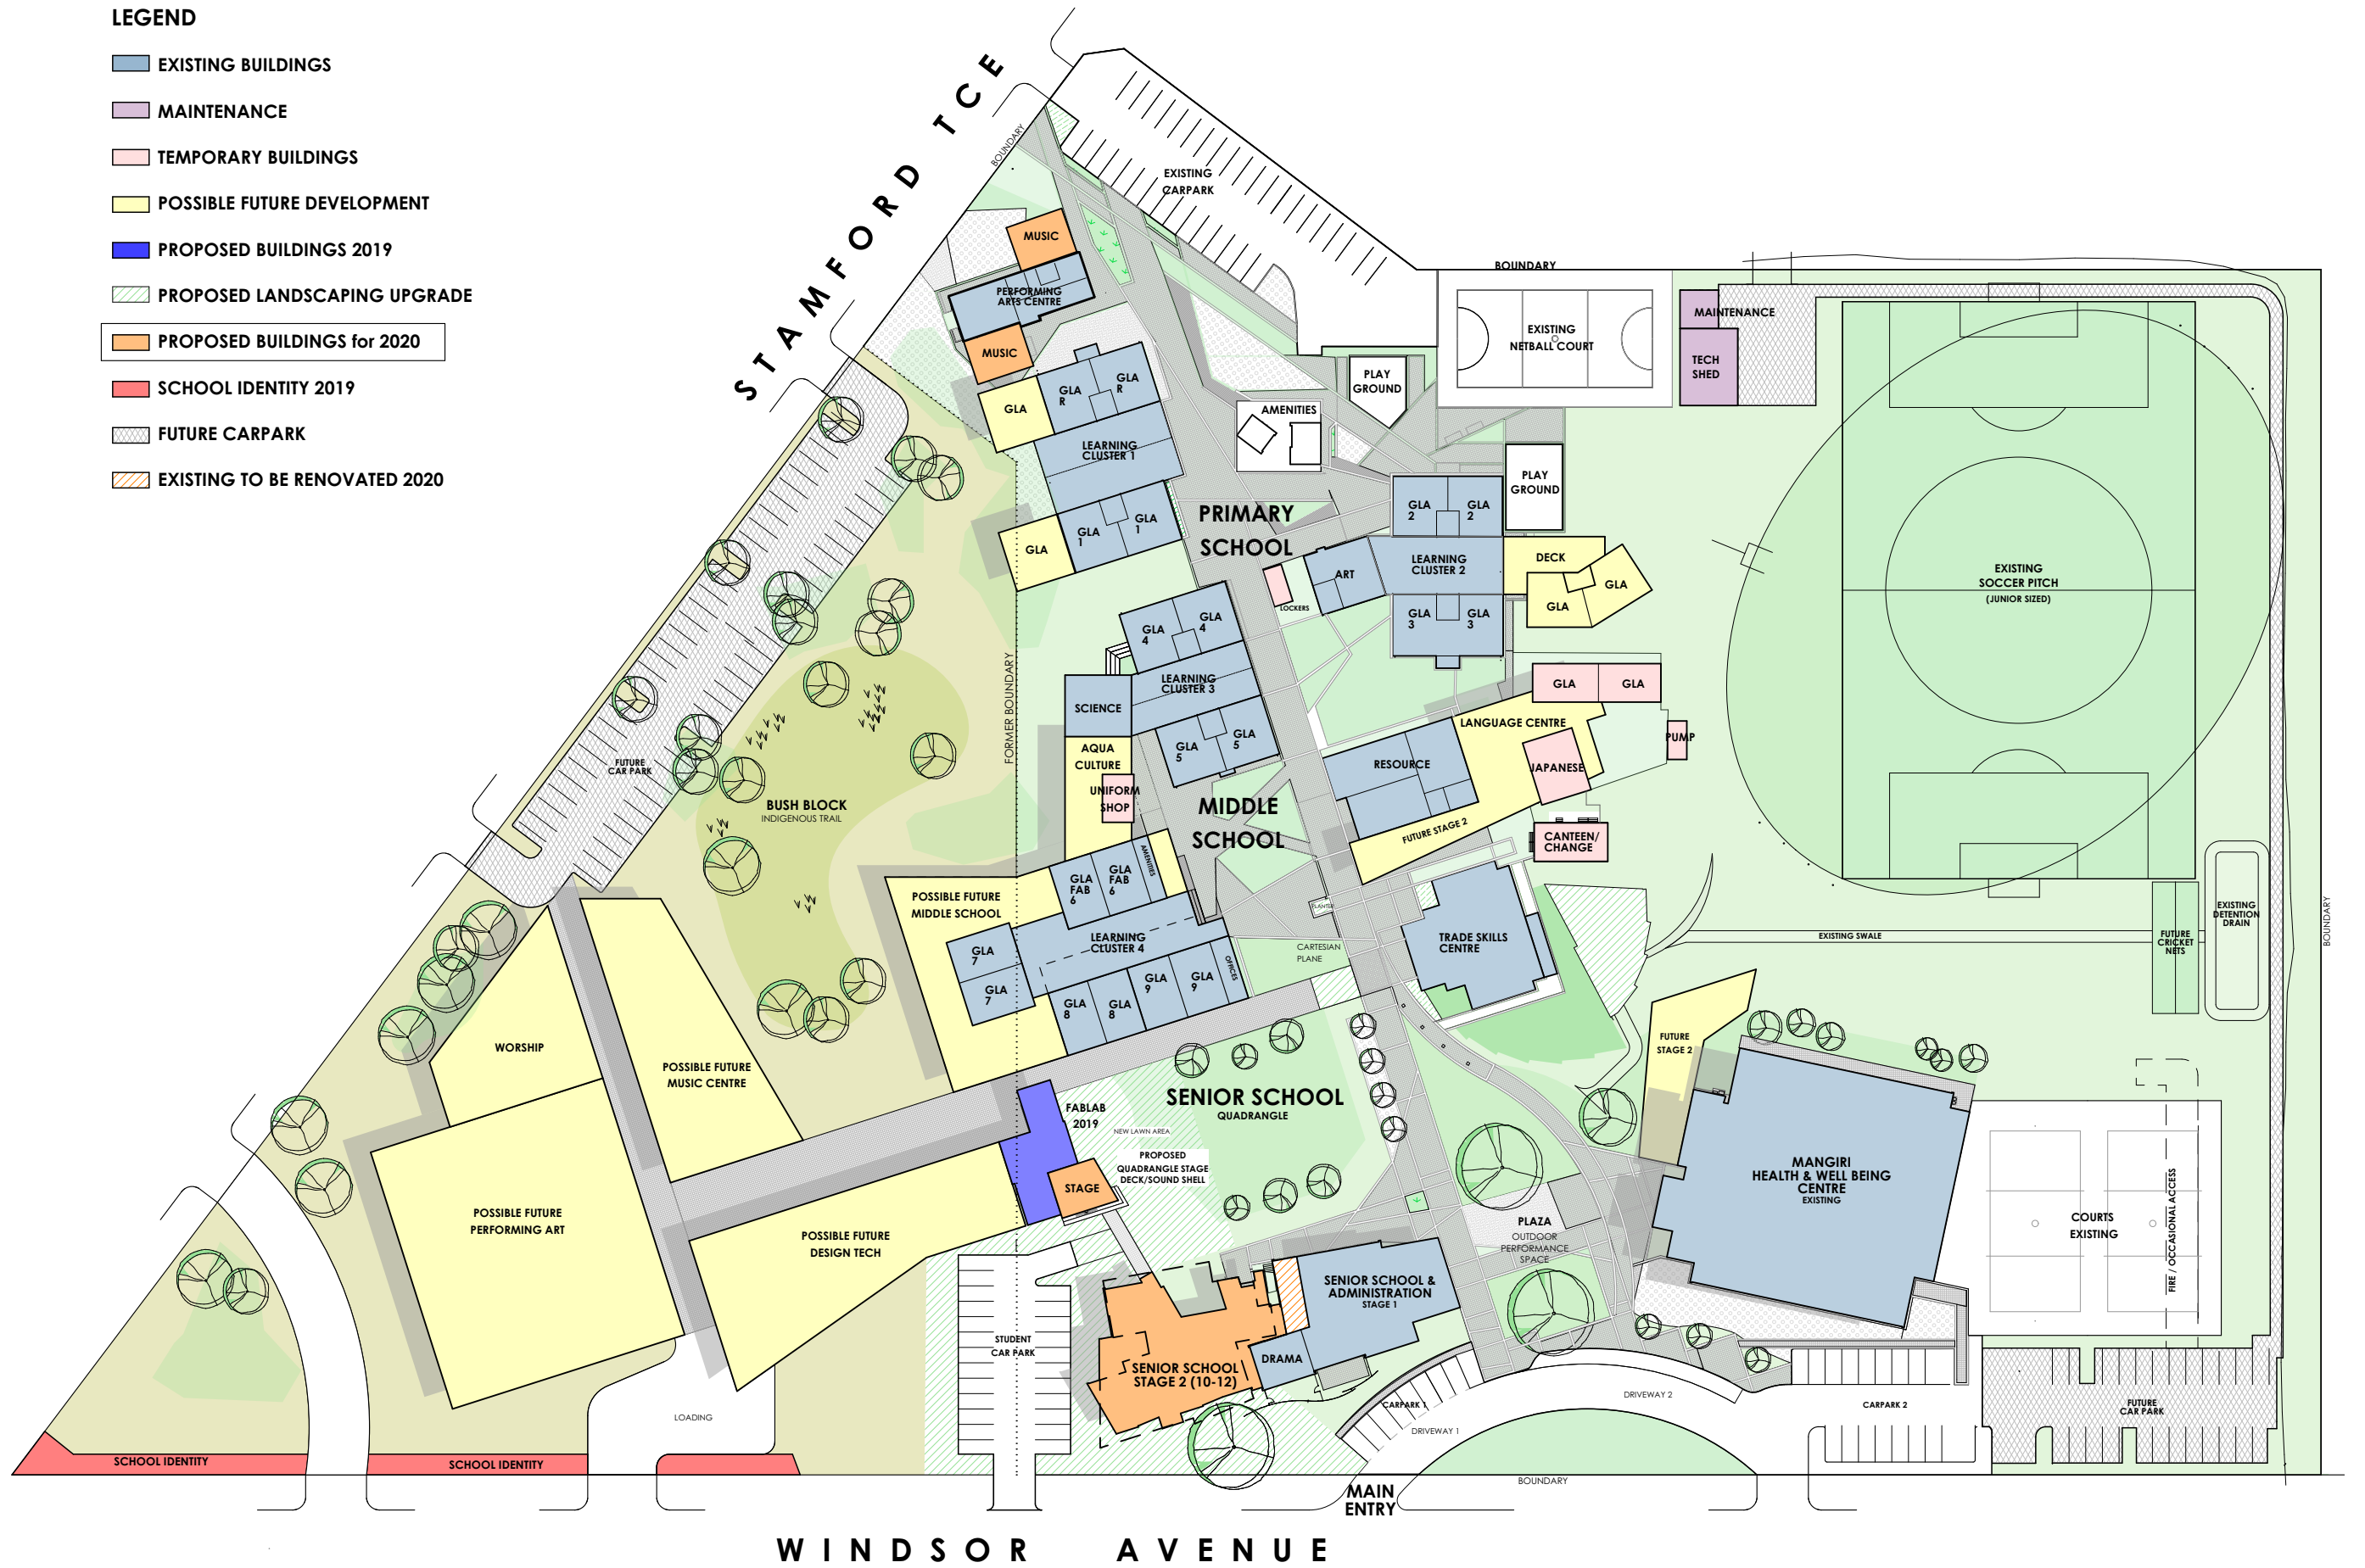 LEGEND
EXISTING BUILDINGS
MAINTENANCE
TEMPORARY BUILDINGS
POSSIBLE FUTURE DEVELOPMENT
PROPOSED BUILDINGS 2019
PROPOSED LANDSCAPING UPGRADE
PROPOSED BUILDINGS for 2020
SCHOOL IDENTITY 2019
FUTURE CARPARK
EXISTING TO BE RENOVATED 2020
STAMFORD TCE
BOUNDARY
EXISTING
CARPARK
MUSIC
PERFORMING
ARTS CENTRE
MUSIC
BOUNDARY
EXISTING
NETBALL COURT
MAINTENANCE
TECH
SHED
PLAY
GROUND
AMENITIES
GLA
GLA
R
GLA
R
LEARNING
CLUSTER 1
GLA
GLA
1
GLA
1
PLAY
GROUND
PRIMARY
SCHOOL
GLA
2
GLA
2
ART
LEARNING
CLUSTER 2
DECK
GLA
GLA
LOCKERS
GLA
3
GLA
3
EXISTING
SOCCER PITCH
(JUNIOR SIZED)
GLA
4
GLA
4
LEARNING
CLUSTER 3
SCIENCE
GLA
5
GLA
5
FORMER BOUNDARY
GLA
GLA
LANGUAGE CENTRE
PUMP
JAPANESE
RESOURCE
FUTURE STAGE 2
CANTEEN/
CHANGE
AQUA
CULTURE
UNIFORM
SHOP
MIDDLE
SCHOOL
FUTURE
CAR PARK
BUSH BLOCK
INDIGENOUS TRAIL
AMENITIES
GLA
FAB
6
GLA
FAB
6
POSSIBLE FUTURE
MIDDLE SCHOOL
LEARNING
CLUSTER 4
GLA
7
GLA
7
GLA
8
GLA
8
GLA
9
GLA
9
OFFICES
PLANTER
CARTESIAN
PLANE
TRADE SKILLS
CENTRE
EXISTING SWALE
FUTURE
CRICKET
NETS
EXISTING
DETENTION
DRAIN
BOUNDARY
WORSHIP
POSSIBLE FUTURE
MUSIC CENTRE
FUTURE
STAGE 2
SENIOR SCHOOL
QUADRANGLE
FABLAB
2019
NEW LAWN AREA
PROPOSED
QUADRANGLE STAGE
DECK/SOUND SHELL
STAGE
MANGIRI
HEALTH & WELL BEING
CENTRE
EXISTING
COURTS
EXISTING
FIRE / OCCASIONAL ACCESS
POSSIBLE FUTURE
PERFORMING ART
POSSIBLE FUTURE
DESIGN TECH
PLAZA
OUTDOOR
PERFORMANCE
SPACE
SENIOR SCHOOL &
ADMINISTRATION
STAGE 1
DRAMA
STUDENT
CAR PARK
SENIOR SCHOOL
STAGE 2 (10-12)
LOADING
CARPARK 1
DRIVEWAY 1
DRIVEWAY 2
CARPARK 2
FUTURE
CAR PARK
SCHOOL IDENTITY
SCHOOL IDENTITY
BOUNDARY
MAIN
ENTRY
WINDSOR AVENUE